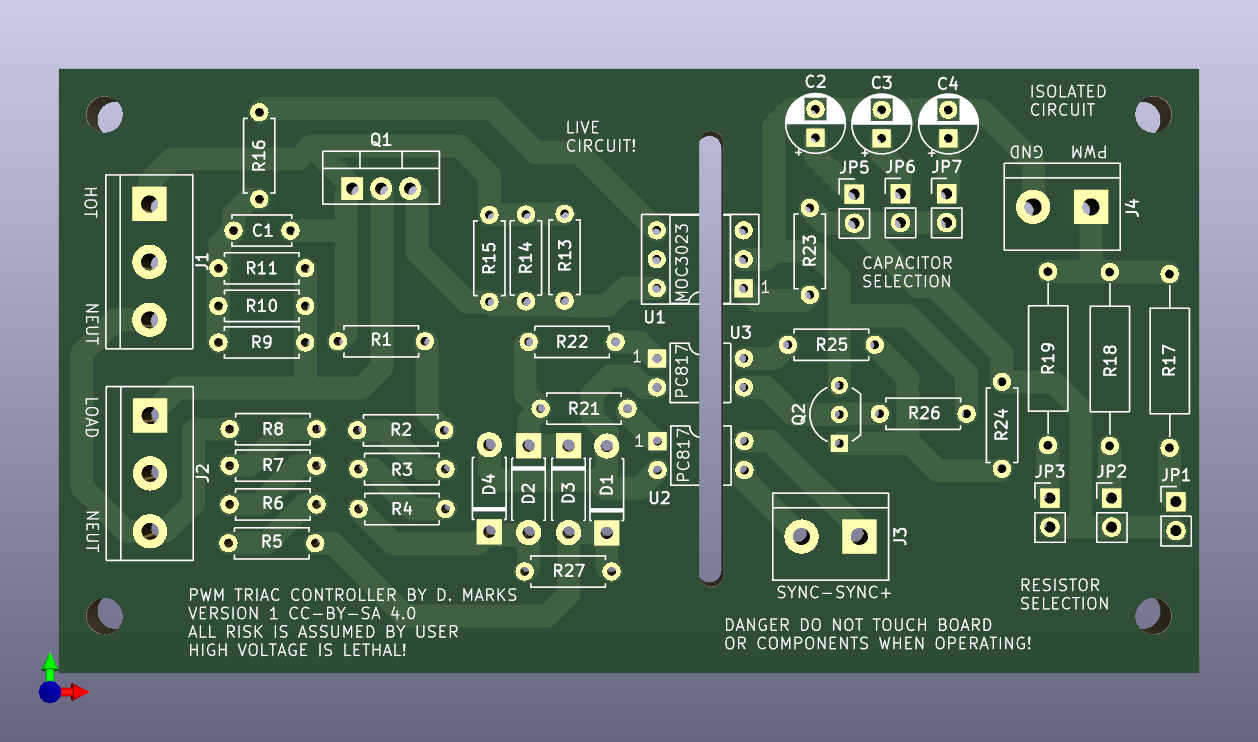 C2
C3
C4
ISOLATED
CIRCUIT
LIVE
CIRCUIT!
Q1
R16
+
+
+
JP5
JP6
JP7
GND
PWM
HOT
J1
NEUT
C1
R11
R10
R9
R1
R15
R14
R13
MOC3023
1
U1
R23
CAPACITOR
SELECTION
J4
R22
1
PC817
U3
R25
R19
R18
R17
LOAD
J2
NEUT
R8
R7
R6
R5
R2
R3
R4
R21
1
PC817
U2
Q2
R26
R24
D4
D2
D3
D1
R27
JP3
JP2
JP1
J3
SYNC-SYNC+
RESISTOR
SELECTION
PWM TRIAC CONTROLLER BY D. MARKS
VERSION 1 CC-BY-SA 4.0
ALL RISK IS ASSUMED BY USER
HIGH VOLTAGE IS LETHAL!
DANGER DO NOT TOUCH BOARD
OR COMPONENTS WHEN OPERATING!